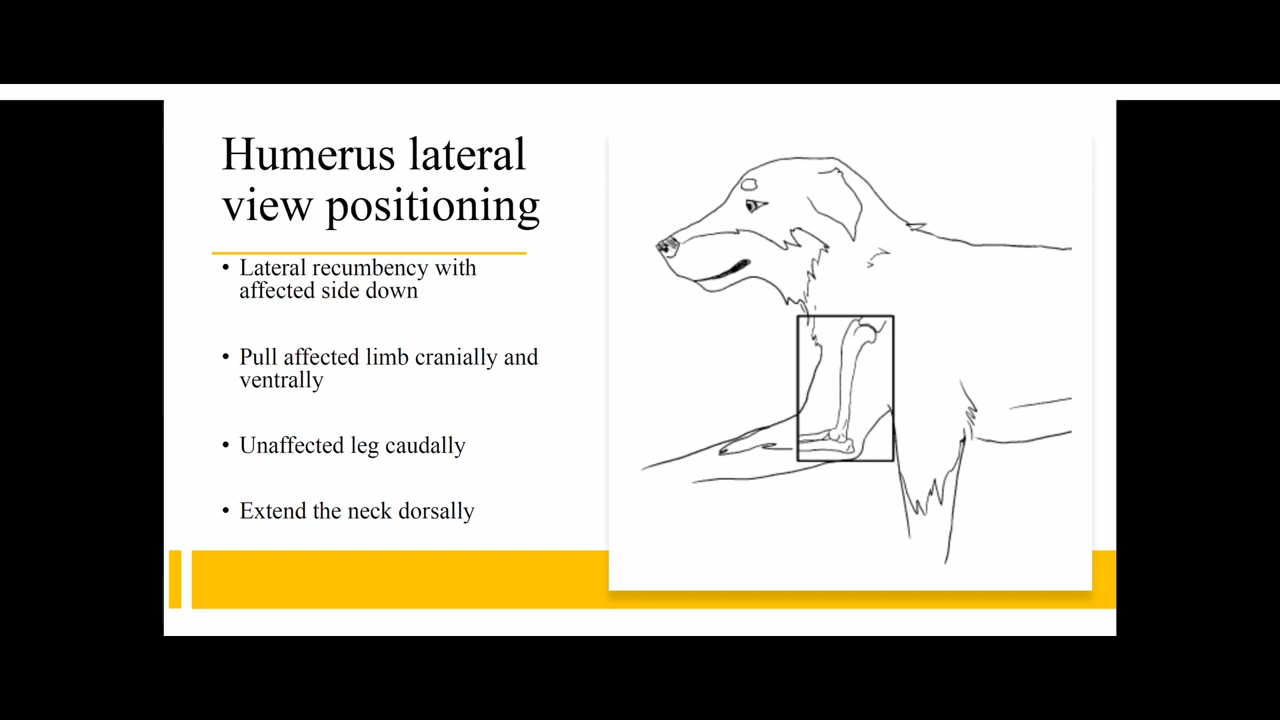 Humerus lateral
view positioning
• Lateral recumbency with
affected side down
• Pull affected limb cranially and
ventrally
• Unaffected leg caudally
• Extend the neck dorsally